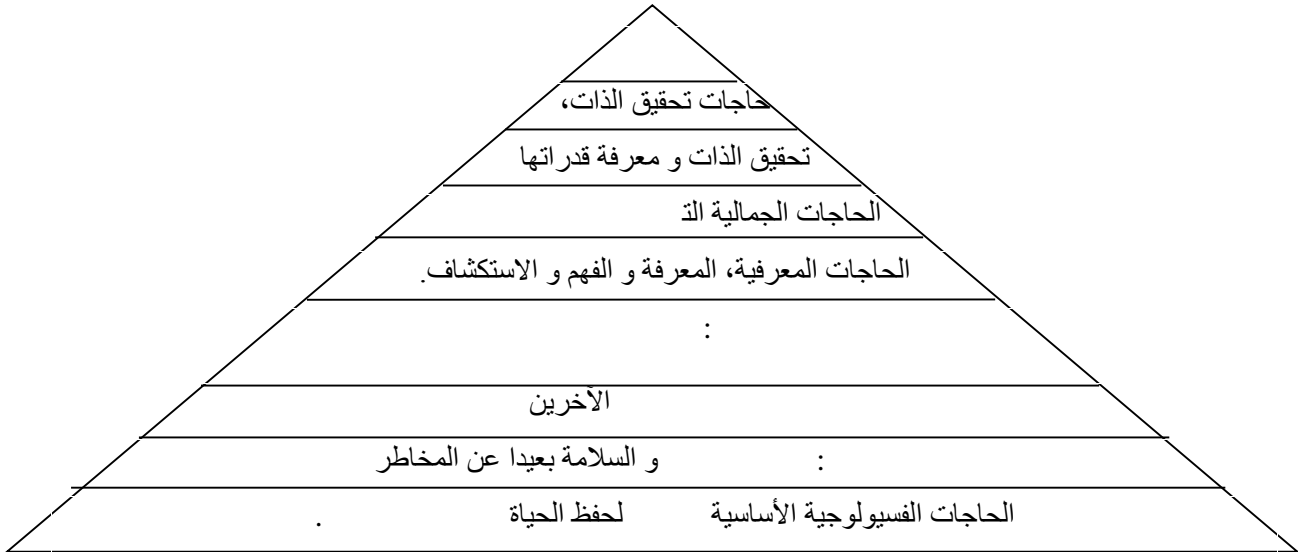 حاجات تحقيق الذات،
تحقيق الذات و معرفة قدراتها
الحاجات الجمالية التذ
الحاجات المعرفية، المعرفة و الفهم و الاستكشاف.
:
الآخرين
: و السلامة بعيدا عن المخاطر
الحاجات الفسيولوجية الأساسية لحفظ الحياة .